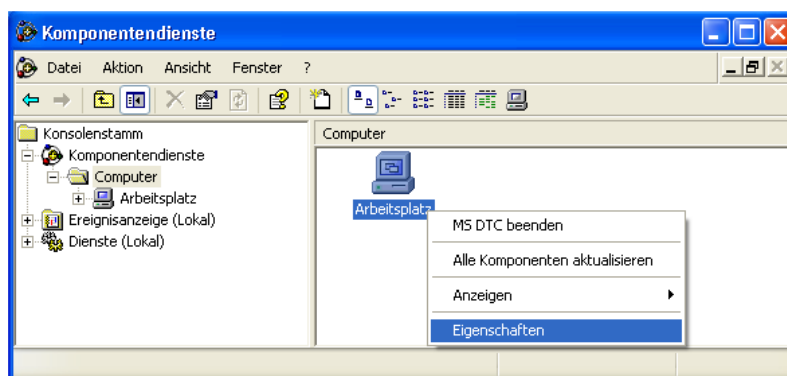 Komponentendienste
Datei Aktion Ansicht Fenster ?
Konsolenstamm
Komponentendienste
Computer
Arbeitsplatz
Ereignisanzeige (Lokal)
Dienste (Lokal)
Computer
Arbeitsplatz
MS DTC beenden
Alle Komponenten aktualisieren
Anzeigen
Eigenschaften